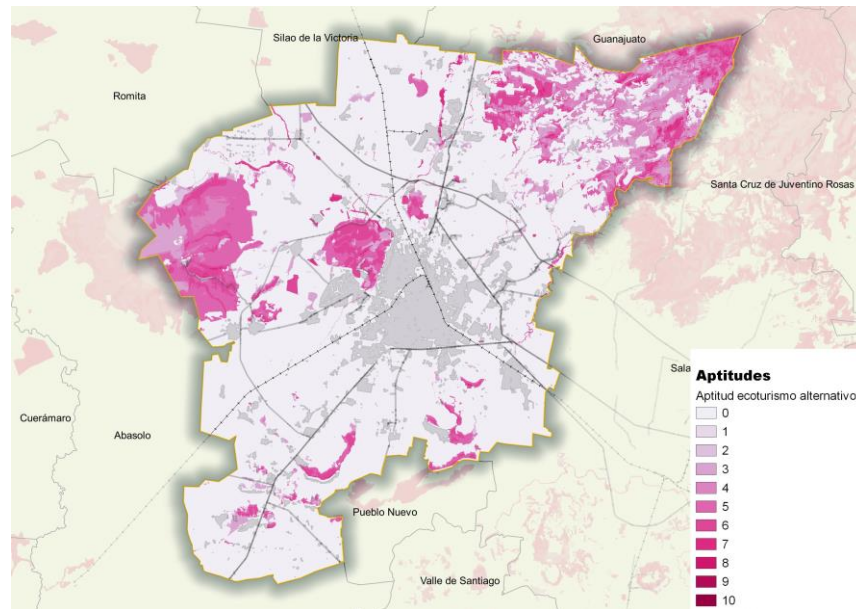 Silao de la Victoria
Guanajuato
Romita
Santa Cruz de Juventino Rosas
Sala
Cuerámaro
Abasolo
Pueblo Nuevo
Valle de Santiago
Aptitudes
Aptitud ecoturismo alternativo
0
1
2
3
4
5
6
7
8
9
10